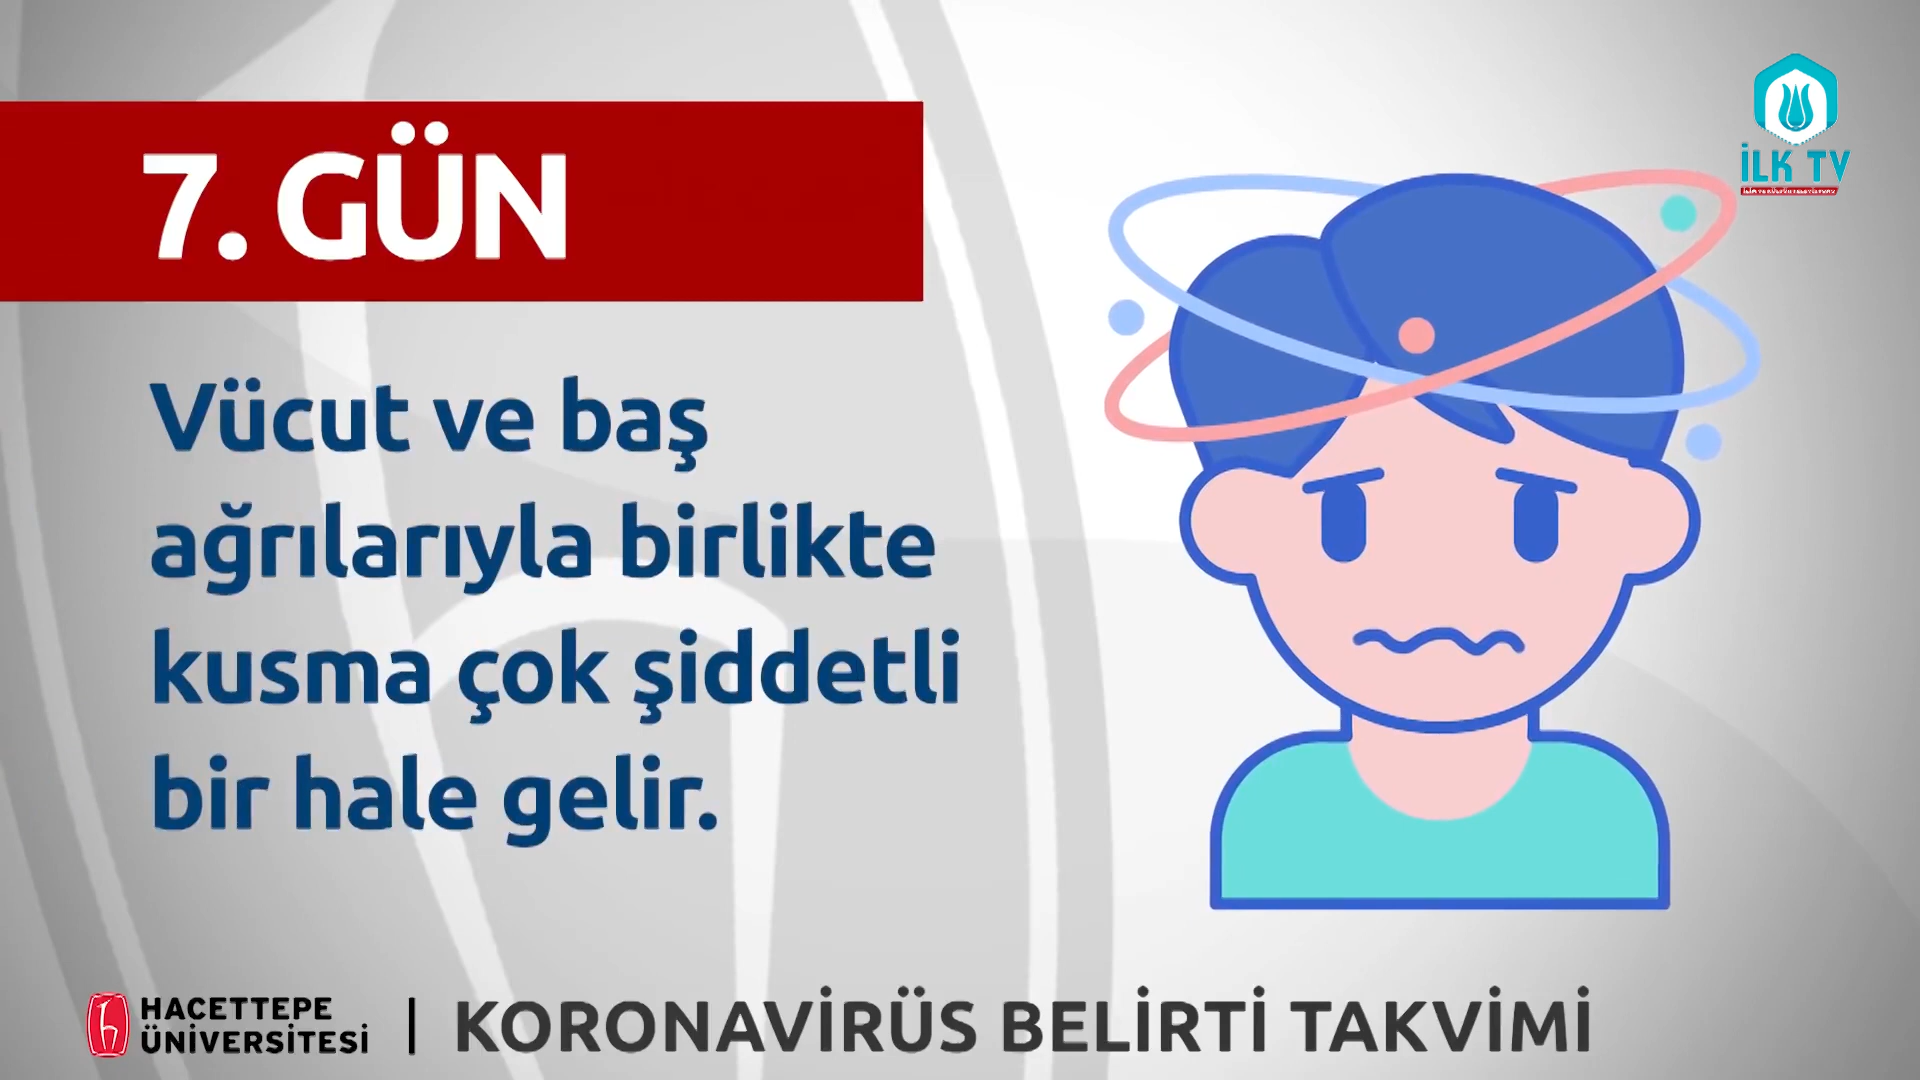 7. GÜN
İLK TV
Vücut ve baş
ağrılarıyla birlikte
kusma çok şiddetli
bir hale gelir.
HACETTEPE
ÜNİVERSİTESİ
KORONAVİRÜS BELİRTİ TAKVİMİ